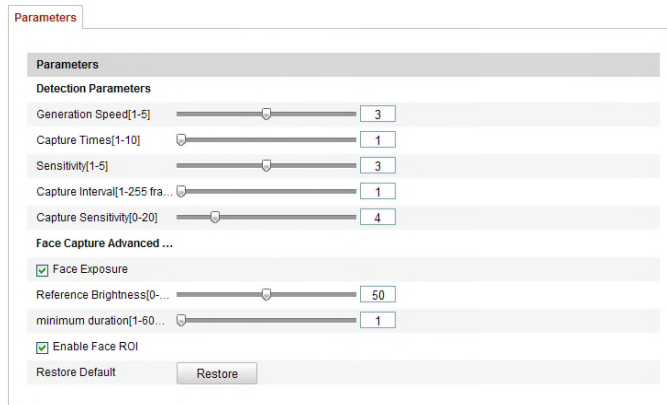 Parameters
Parameters
Detection Parameters
Generation Speed[1-5] 3
Capture Times[1-10] 1
Sensitivity[1-5] 3
Capture Interval[1-255 fra... 1
Capture Sensitivity[0-20] 4
Face Capture Advanced ...
Face Exposure
Reference Brightness[0-... 50
minimum duration[1-60... 1
Enable Face ROI
Restore Default Restore